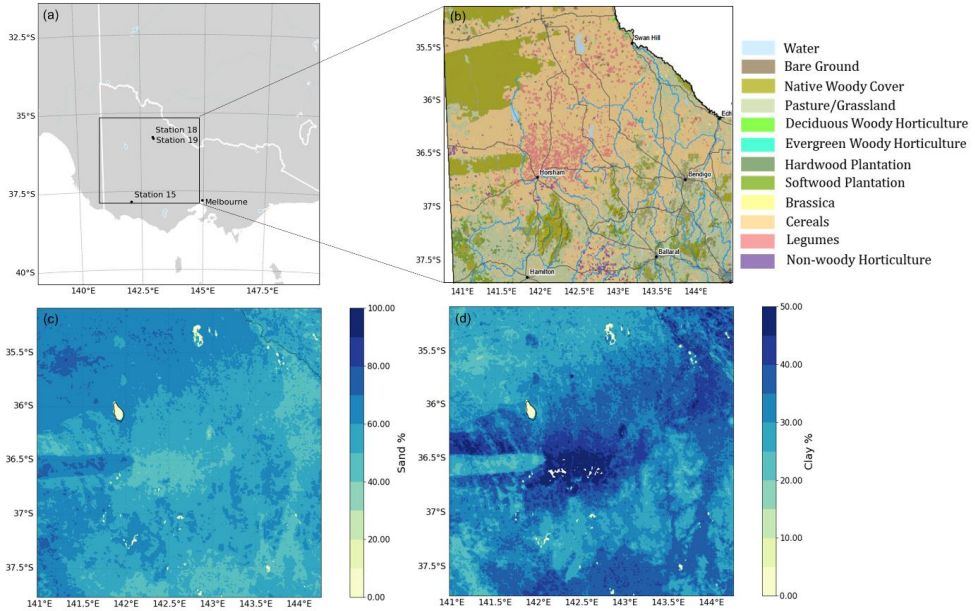 (a)
32.5°S
35°S
37.5°S
40°S
Station 18
Station 19
Station 15
Melbourne
140°E
142.5°E
145°E
147.5°E
(b)
35.5°S
36°S
36.5°S
37°S
37.5°S
Swan Hill
Ech
Horsham
Bendigo
Ballarat
Hamilton
141°E 141.5°E 142°E 142.5°E 143°E 143.5°E 144°E
Water
Bare Ground
Native Woody Cover
Pasture/Grassland
Deciduous Woody Horticulture
Evergreen Woody Horticulture
Hardwood Plantation
Softwood Plantation
Brassica
Cereals
Legumes
Non-woody Horticulture
(c)
35.5°S
36°S
36.5°S
37°S
37.5°S
141°E 141.5°E 142°E 142.5°E 143°E 143.5°E 144°E
100.00
80.00
60.00
40.00
20.00
0.00
Sand %
(d)
35.5°S
36°S
36.5°S
37°S
37.5°S
141°E 141.5°E 142°E 142.5°E 143°E 143.5°E 144°E
50.00
40.00
30.00
20.00
10.00
0.00
Clay %